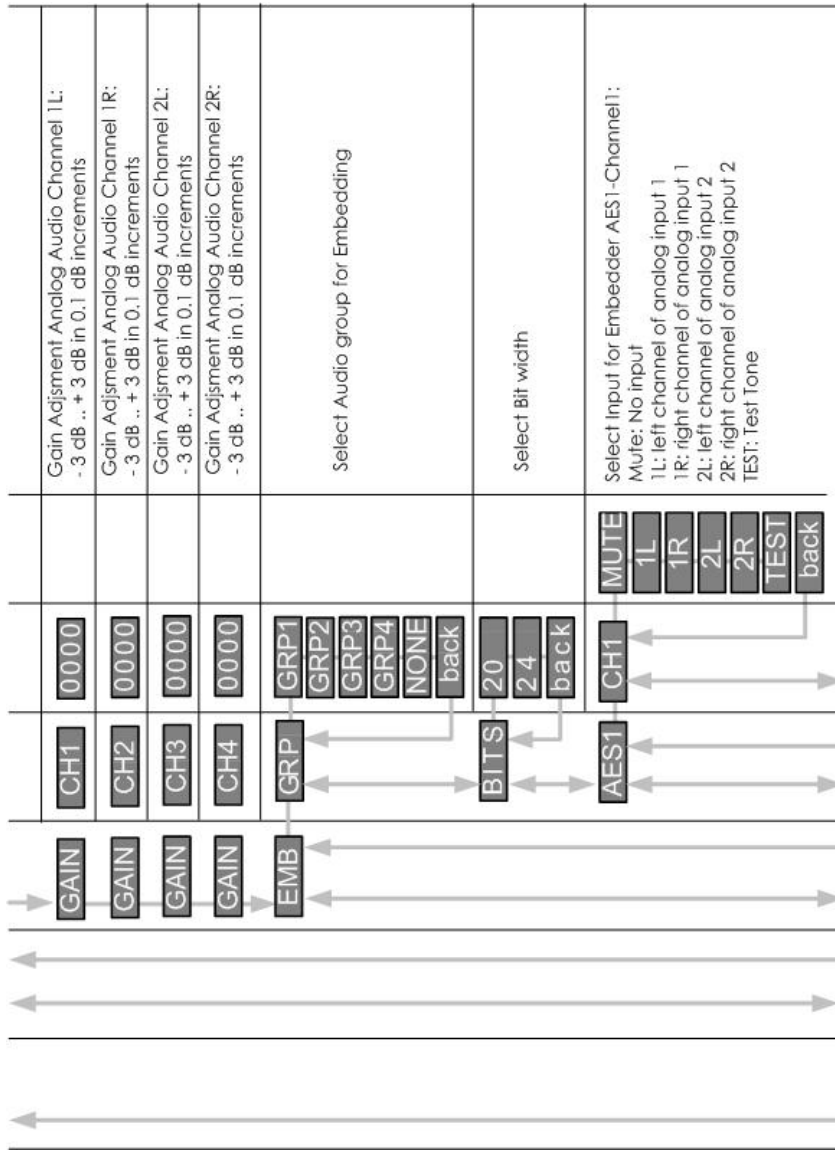 GAIN
CH1
0000
Gain Adjsment Analog Audio Channel 1L:
- 3 dB .. + 3 dB in 0.1 dB increments
GAIN
CH2
0000
Gain Adjsment Analog Audio Channel 1R:
- 3 dB .. + 3 dB in 0.1 dB increments
GAIN
CH3
0000
Gain Adjsment Analog Audio Channel 2L:
- 3 dB .. + 3 dB in 0.1 dB increments
GAIN
CH4
0000
Gain Adjsment Analog Audio Channel 2R:
- 3 dB .. + 3 dB in 0.1 dB increments
EMB
GRP
GRP1
GRP2
GRP3
GRP4
NONE
back
Select Audio group for Embedding
BITS
20
24
back
Select Bit width
AES1
CH1
MUTE
1L
1R
2L
2R
TEST
back
Select Input for Embedder AES1-Channel1:
Mute: No input
1L: left channel of analog input 1
1R: right channel of analog input 1
2L: left channel of analog input 2
2R: right channel of analog input 2
TEST: Test Tone